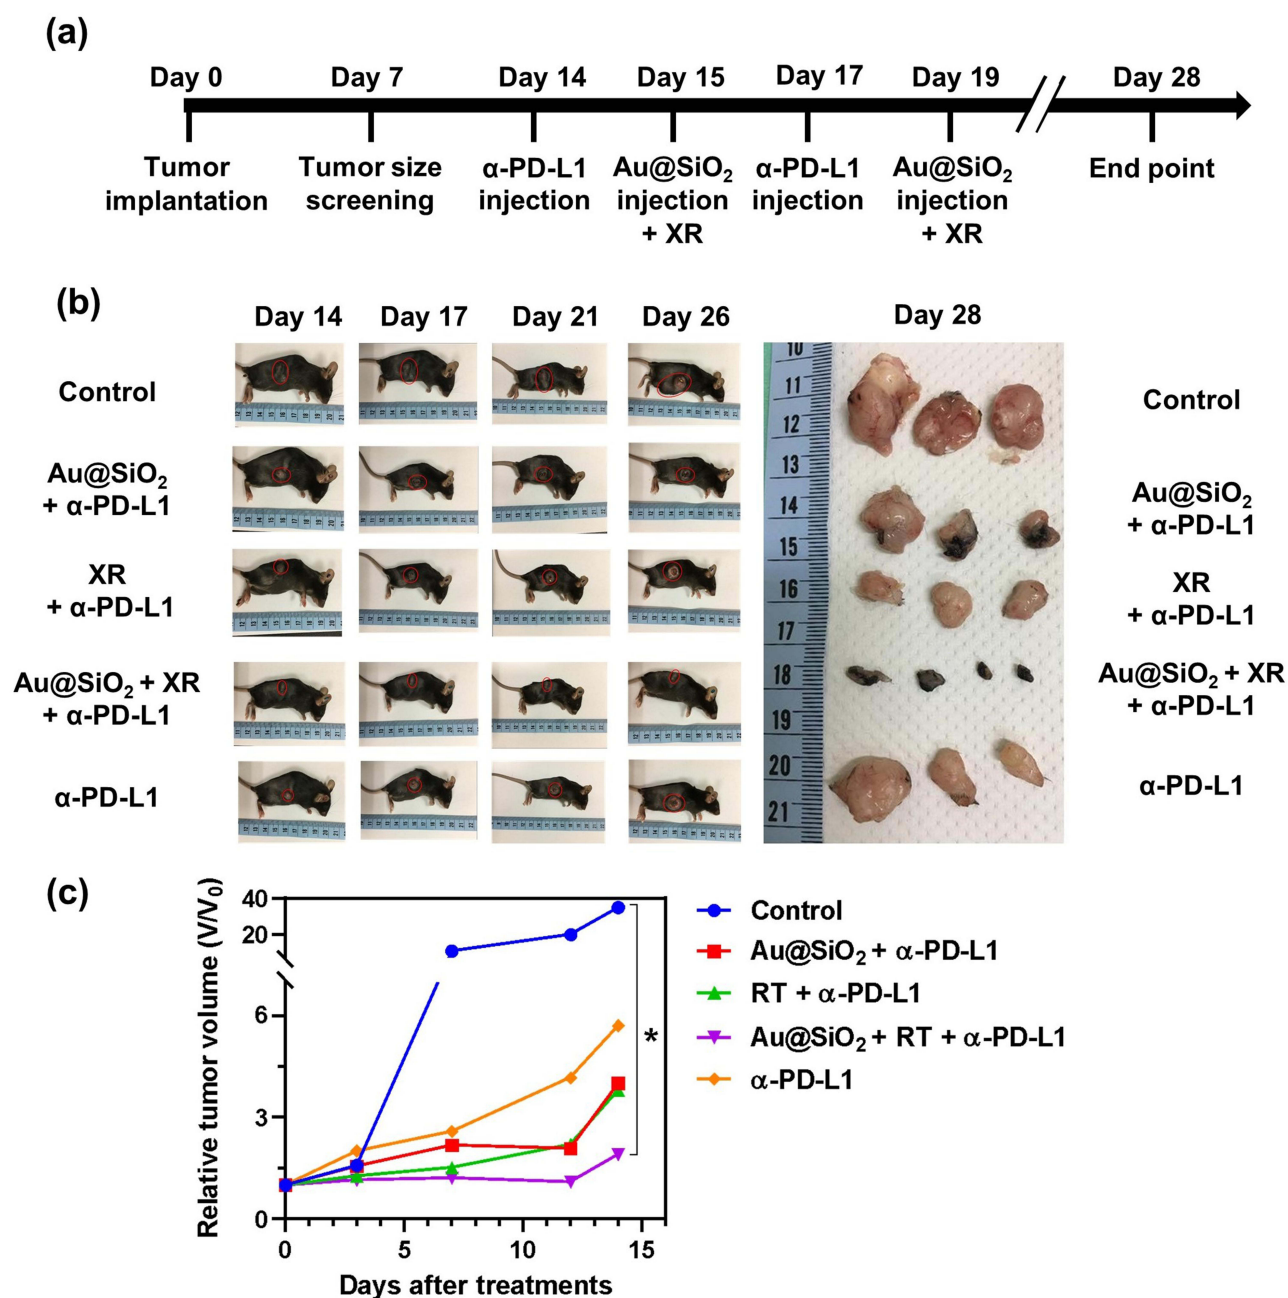 (a)
Day 0 Day 7 Day 14 Day 15 Day 17 Day 19 Day 28
Tumor implantation
Tumor size screening
α-PD-L1 injection
Au@SiO2 injection + XR
α-PD-L1 injection
Au@SiO2 injection + XR
End point
(b)
Day 14 Day 17 Day 21 Day 26 Day 28
Control
Au@SiO2
+ α-PD-L1
XR
+ α-PD-L1
Au@SiO2 + XR
+ α-PD-L1
α-PD-L1
10
11
12
13
14
15
16
17
18
19
20
21
Control
Au@SiO2
+ α-PD-L1
XR
+ α-PD-L1
Au@SiO2 + XR
+ α-PD-L1
α-PD-L1
(c)
Relative tumor volume (V/V0)
40
20
6
3
0
0 5 10 15
Days after treatments
*
Control
Au@SiO2 + α-PD-L1
RT + α-PD-L1
Au@SiO2 + RT + α-PD-L1
α-PD-L1